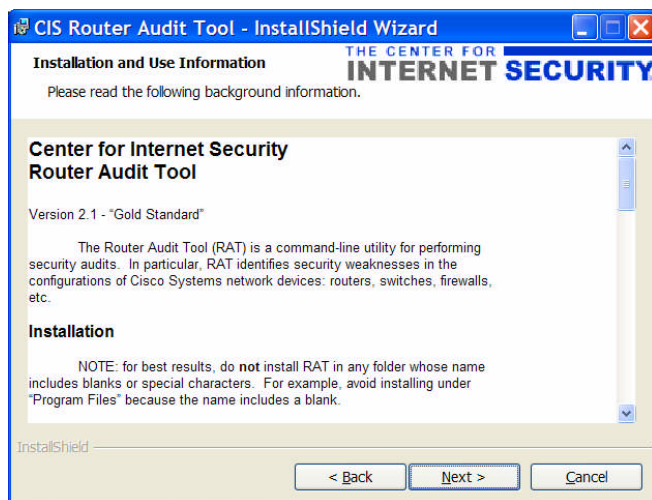 CIS Router Audit Tool - InstallShield Wizard
Installation and Use Information
Please read the following background information.
THE CENTER FOR
INTERNET SECURITY
Center for Internet Security
Router Audit Tool
Version 2.1 - “Gold Standard”
The Router Audit Tool (RAT) is a command-line utility for performing
security audits. In particular, RAT identifies security weaknesses in the
configurations of Cisco Systems network devices: routers, switches, firewalls,
etc.
Installation
NOTE: for best results, do not install RAT in any folder whose name
includes blanks or special characters. For example, avoid installing under
“Program Files” because the name includes a blank.
InstallShield
< Back
Next >
Cancel